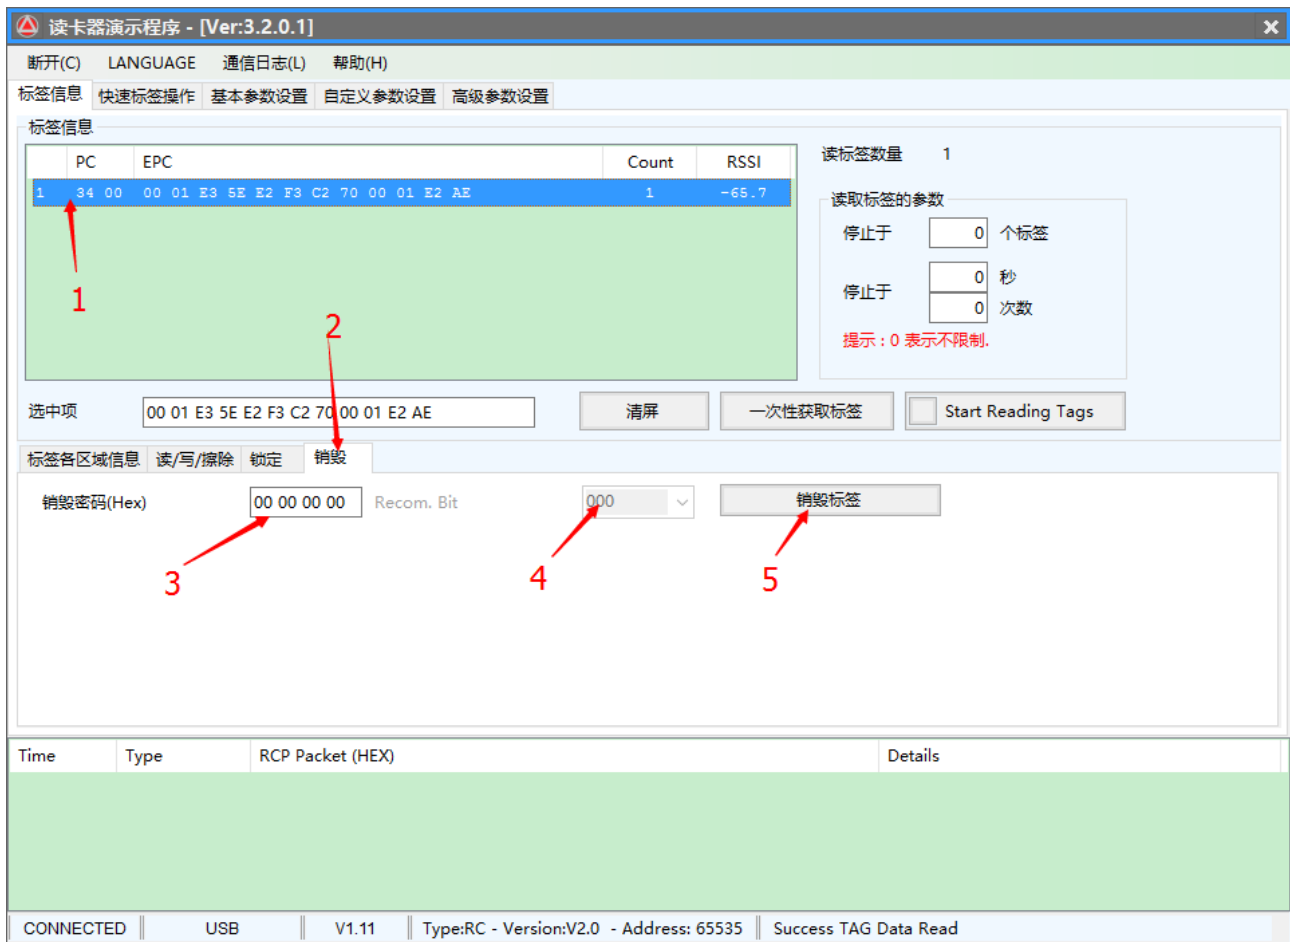 读卡器演示程序 - [Ver:3.2.0.1]
断开(C) LANGUAGE 通信日志(L) 帮助(H)
标签信息 快速标签操作 基本参数设置 自定义参数设置 高级参数设置
标签信息
PC EPC Count RSSI
1 34 00 00 01 E3 5E E2 F3 C2 70 00 01 E2 AE 1 -65.7
读标签数量 1
读取标签的参数
停止于 0 个标签
停止于 0 秒
0 次数
提示：0 表示不限制.
1
2
选中项 00 01 E3 5E E2 F3 C2 70 00 01 E2 AE 清屏 一次性获取标签 Start Reading Tags
标签各区域信息 读/写/擦除 锁定 销毁
销毁密码(Hex) 00 00 00 00 Recom. Bit 000 销毁标签
3 4 5
Time Type RCP Packet (HEX) Details
CONNECTED USB V1.11 Type:RC - Version:V2.0 - Address: 65535 Success TAG Data Read